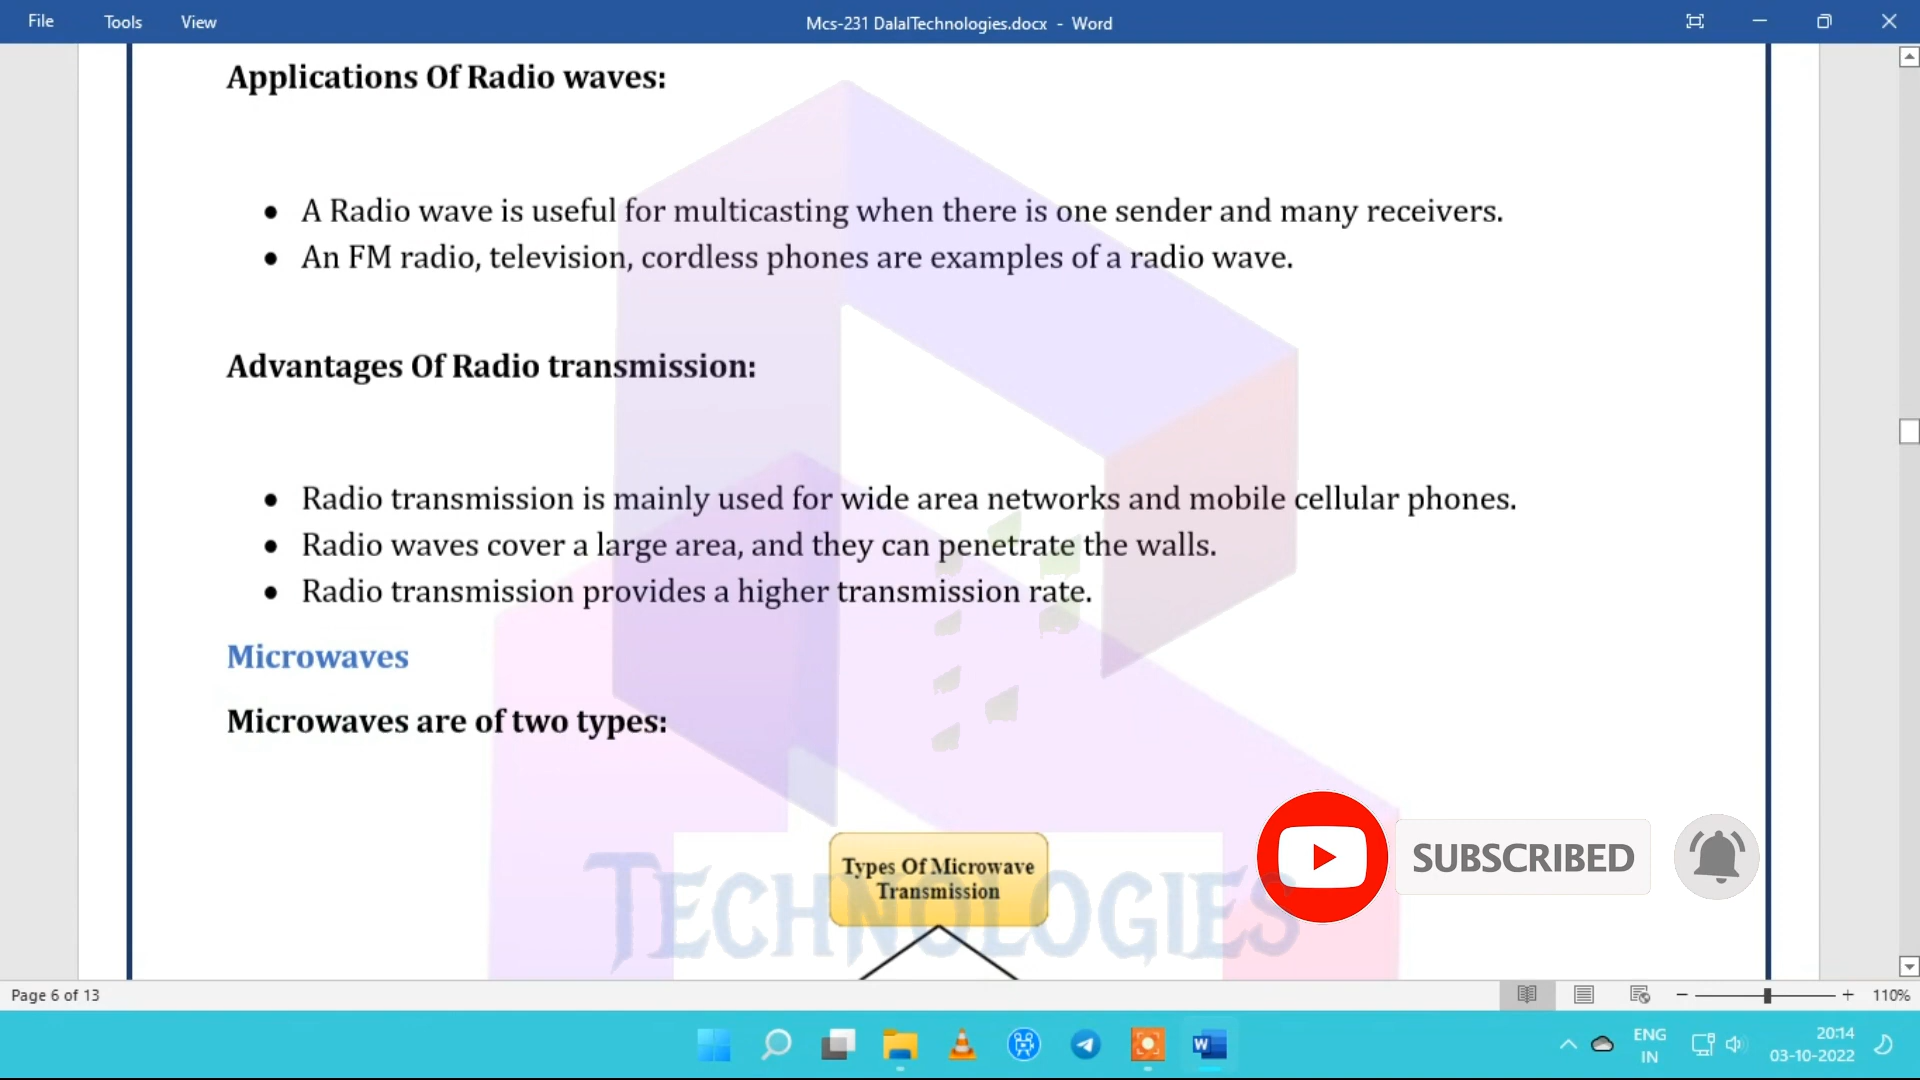 File Tools View Mcs-231 DalalTechnologies.docx - Word
Applications Of Radio waves:
• A Radio wave is useful for multicasting when there is one sender and many receivers.
• An FM radio, television, cordless phones are examples of a radio wave.
Advantages Of Radio transmission:
• Radio transmission is mainly used for wide area networks and mobile cellular phones.
• Radio waves cover a large area, and they can penetrate the walls.
• Radio transmission provides a higher transmission rate.
Microwaves
Microwaves are of two types:
Types Of Microwave
Transmission
SUBSCRIBED
TECHNOLOGIES
Page 6 of 13 110%
ENG 20:14
IN 03-10-2022